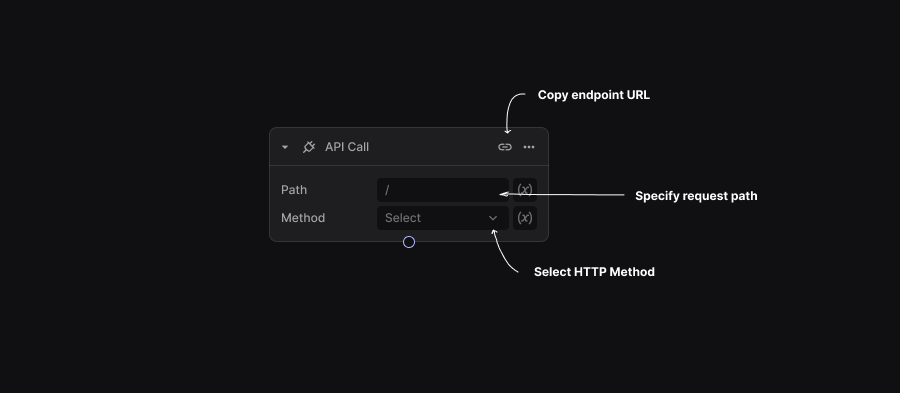 Copy endpoint URL
API Call
Path / (x)
Specify request path
Method Select (x)
Select HTTP Method